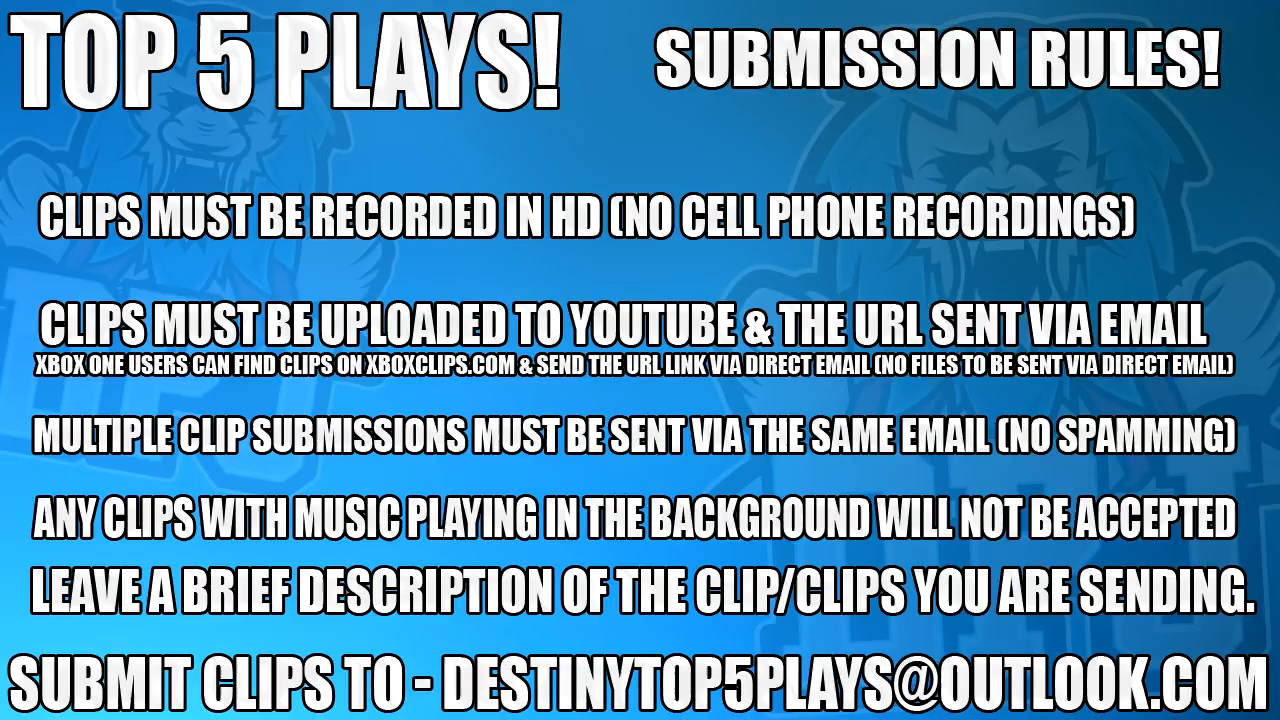 TOP 5 PLAYS!
SUBMISSION RULES!
CLIPS MUST BE RECORDED IN HD (NO CELL PHONE RECORDINGS)
CLIPS MUST BE UPLOADED TO YOUTUBE & THE URL SENT VIA EMAIL
XBOX ONE USERS CAN FIND CLIPS ON XBOXCLIPS.COM & SEND THE URL LINK VIA DIRECT EMAIL (NO FILES TO BE SENT VIA DIRECT EMAIL)
MULTIPLE CLIP SUBMISSIONS MUST BE SENT VIA THE SAME EMAIL (NO SPAMMING)
ANY CLIPS WITH MUSIC PLAYING IN THE BACKGROUND WILL NOT BE ACCEPTED
LEAVE A BRIEF DESCRIPTION OF THE CLIP/CLIPS YOU ARE SENDING.
SUBMIT CLIPS TO - DESTINYTOP5PLAYS@OUTLOOK.COM